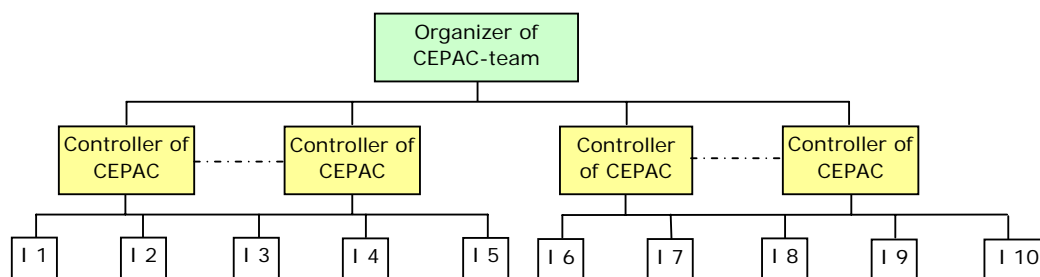 Organizer of
CEPAC-team
Controller of
CEPAC
Controller of
CEPAC
Controller
of CEPAC
Controller of
CEPAC
I 1
I 2
I 3
I 4
I 5
I 6
I 7
I 8
I 9
I 10